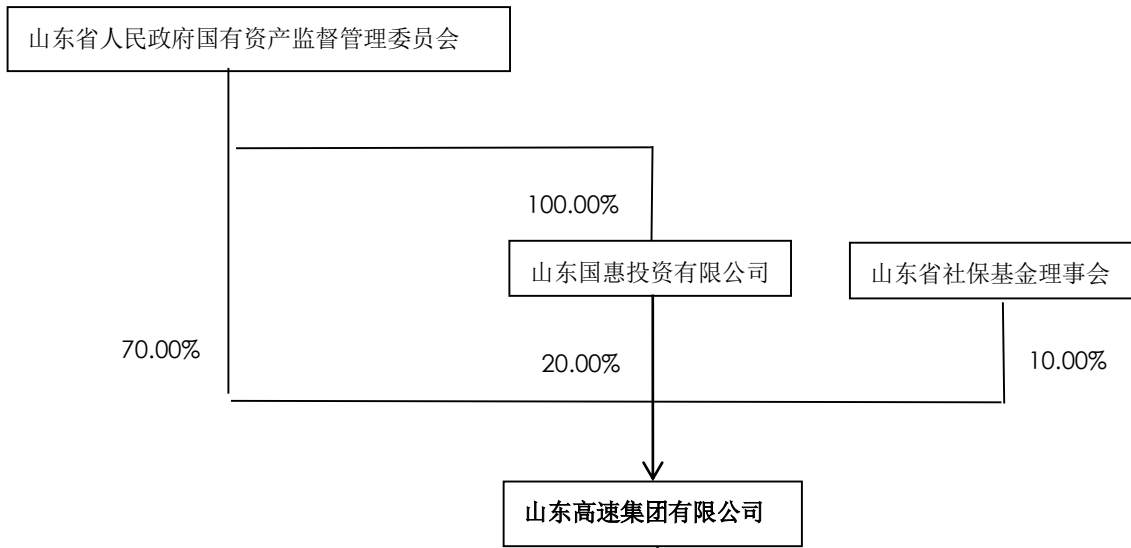 山东省人民政府国有资产监督管理委员会
100.00%
山东国惠投资有限公司
山东省社保基金理事会
70.00%
20.00%
10.00%
山东高速集团有限公司